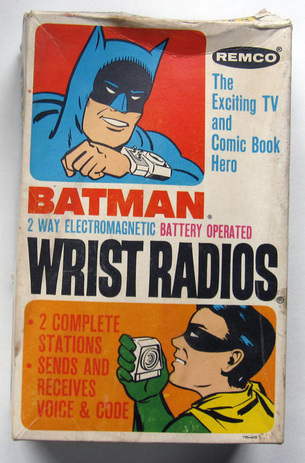 REMCO
The
Exciting TV
and
Comic Book
Hero
BATMAN®
2 WAY ELECTROMAGNETIC BATTERY OPERATED
WRIST RADIOS®
• 2 COMPLETE
STATIONS
• SENDS AND
RECEIVES
VOICE & CODE